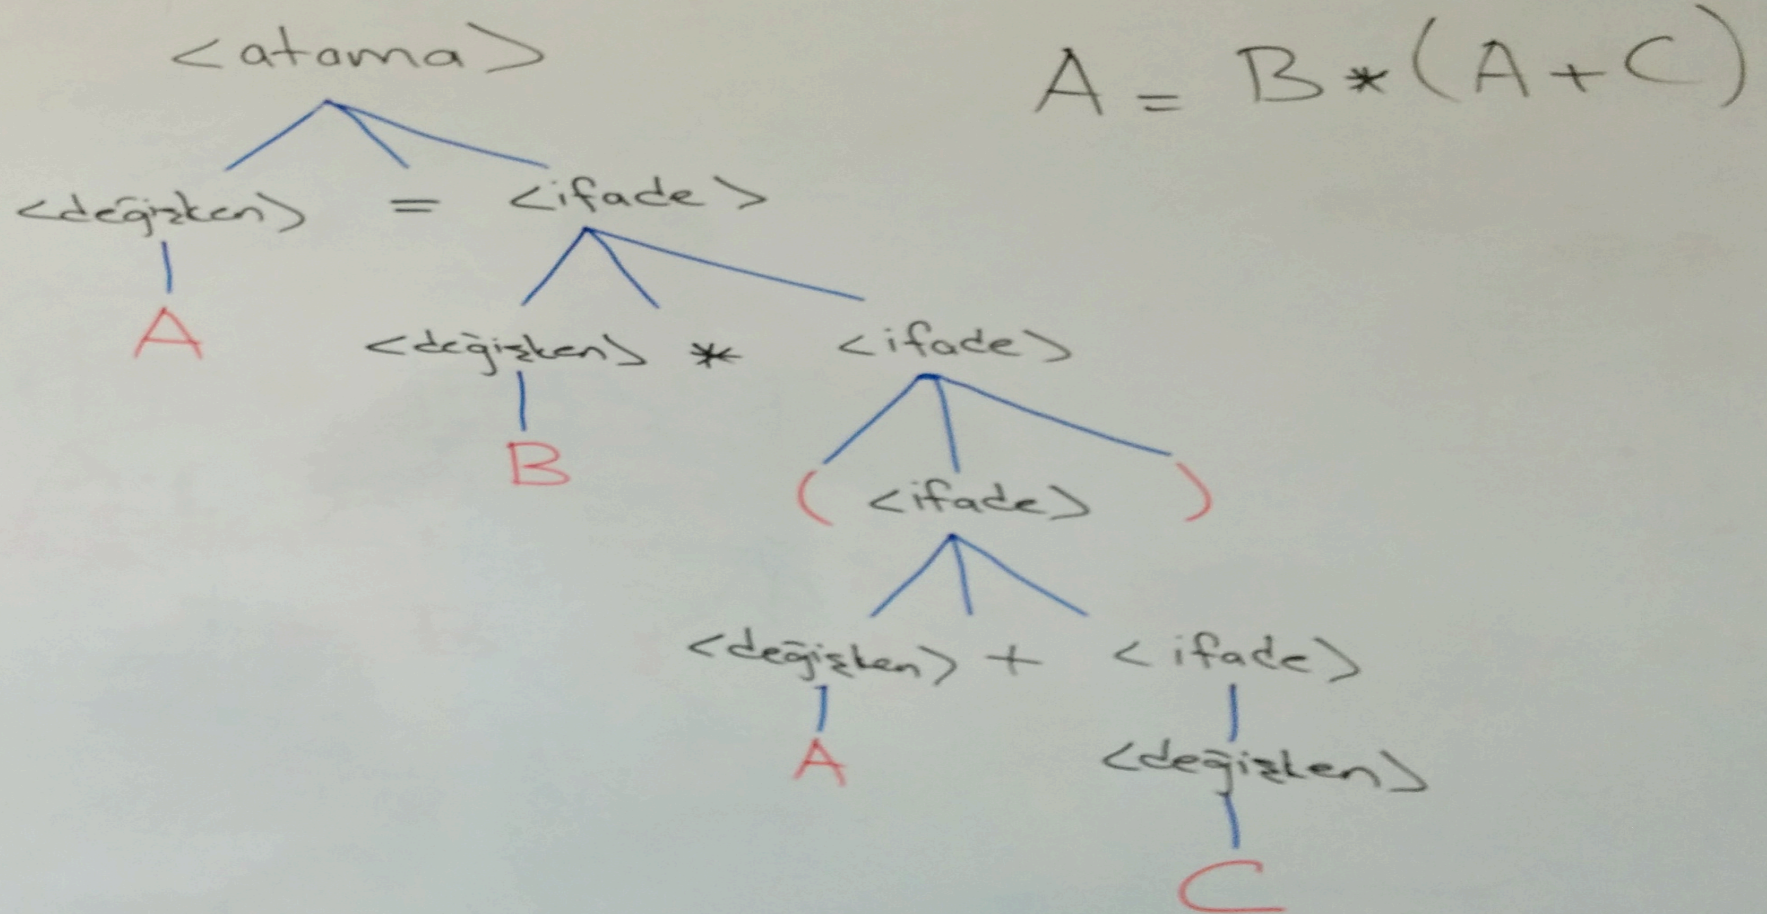 <atama>
A = B * (A + C)
<değişken> = <ifade>
A
<değişken> * <ifade>
B
( <ifade> )
<değişken> + <ifade>
A
<değişken>
C